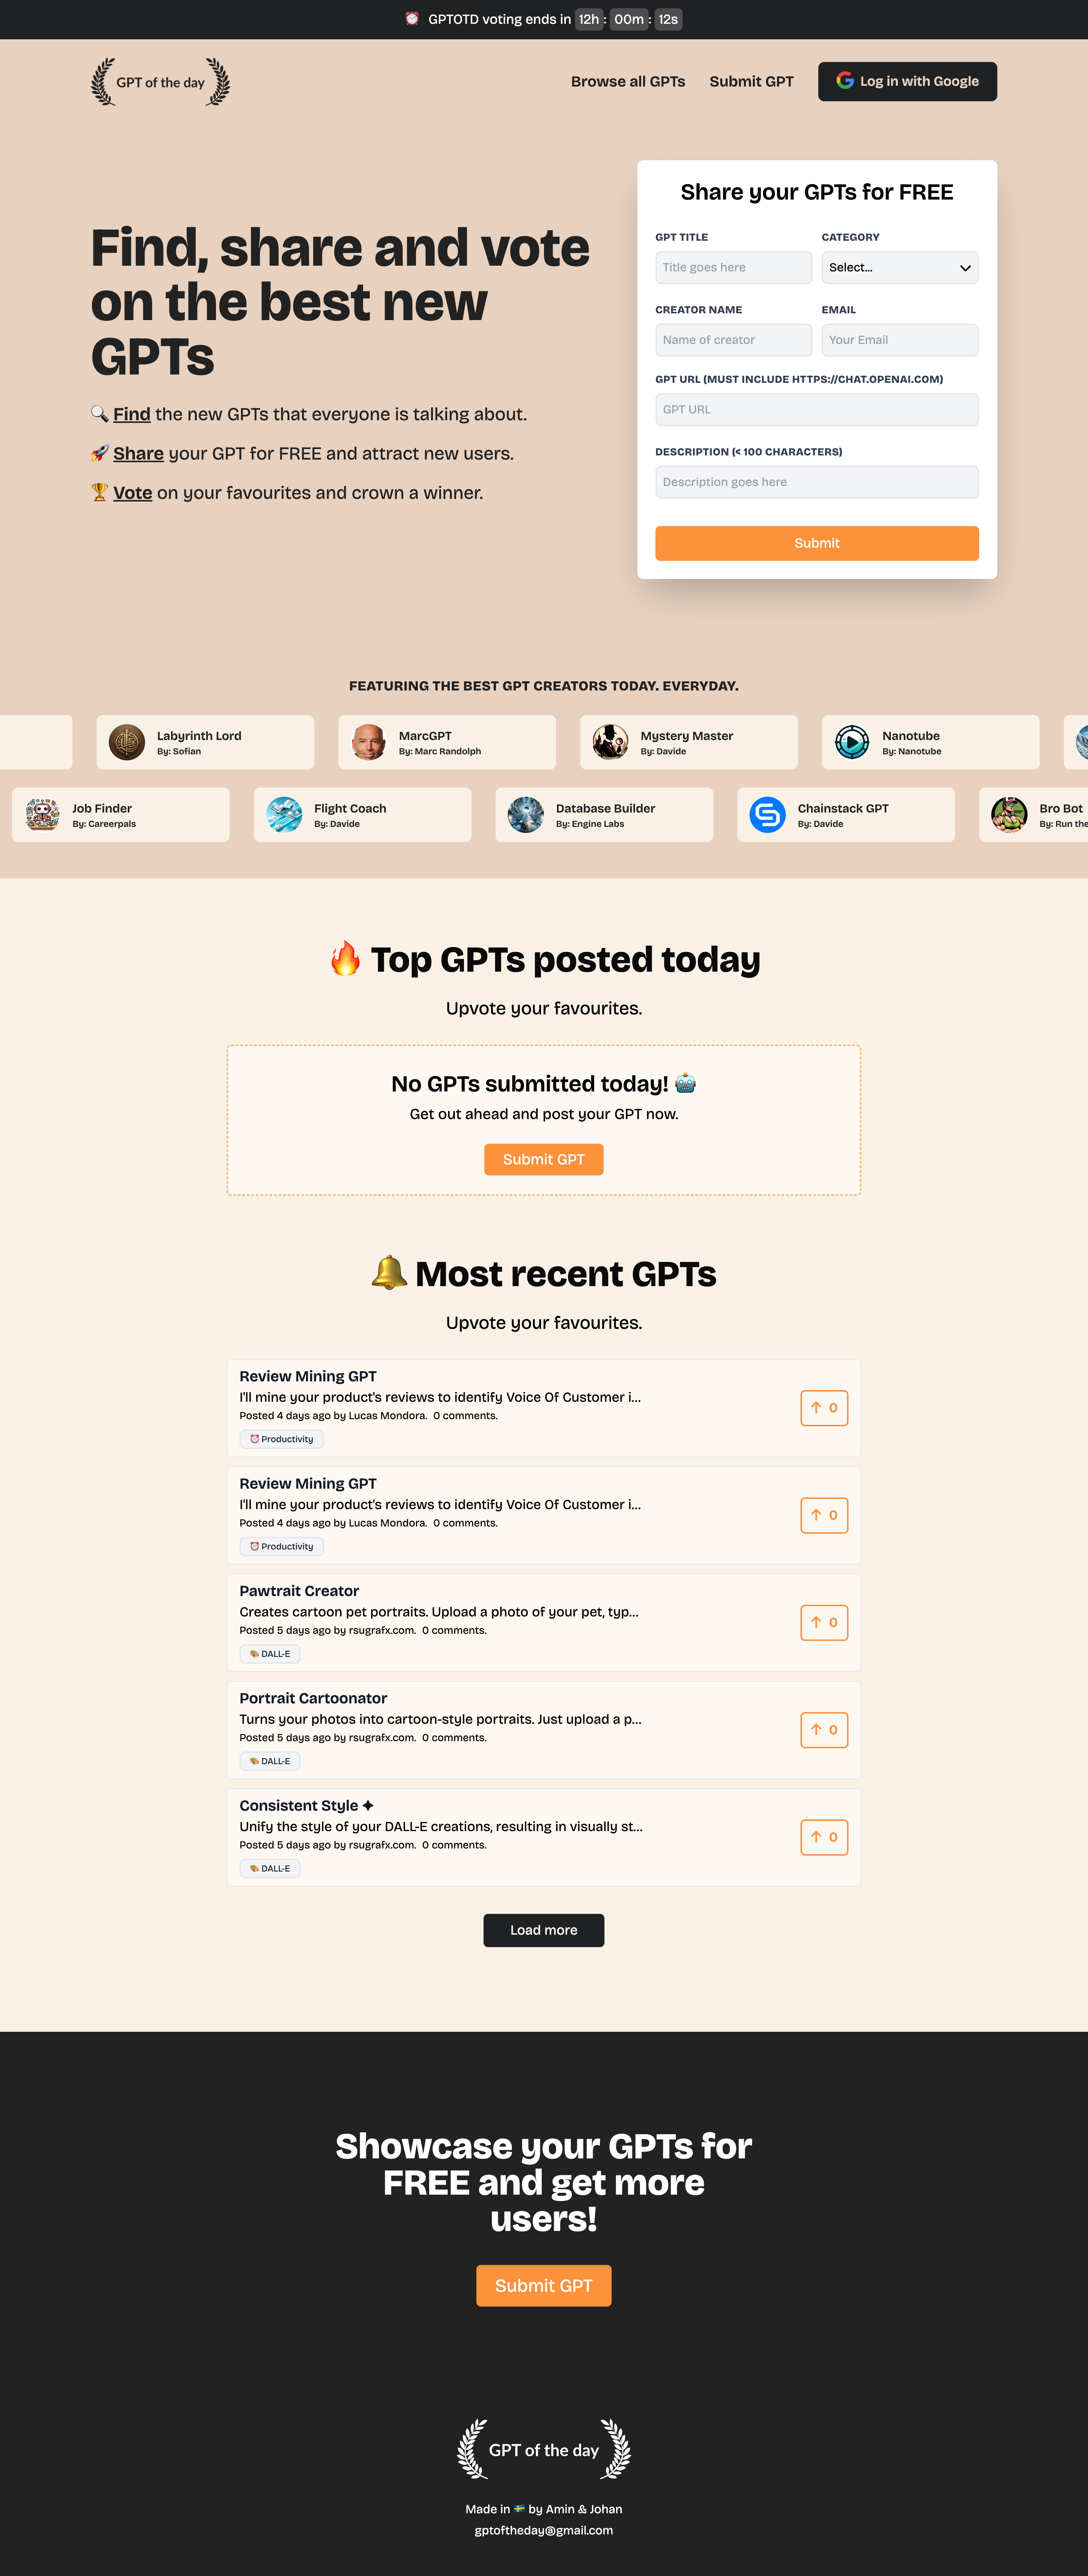 GPTOTD voting ends in 12h : 00m : 12s
GPT of the day
Browse all GPTs
Submit GPT
Log in with Google
Find, share and vote
on the best new
GPTs
Find the new GPTs that everyone is talking about.
Share your GPT for FREE and attract new users.
Vote on your favourites and crown a winner.
Share your GPTs for FREE
GPT TITLE
CATEGORY
Title goes here
Select...
CREATOR NAME
EMAIL
Name of creator
Your Email
GPT URL (MUST INCLUDE HTTPS://CHAT.OPENAI.COM)
GPT URL
DESCRIPTION (< 100 CHARACTERS)
Description goes here
Submit
FEATURING THE BEST GPT CREATORS TODAY. EVERYDAY.
Labyrinth Lord
By: Sofian
MarcGPT
By: Marc Randolph
Mystery Master
By: Davide
Nanotube
By: Nanotube
Job Finder
By: Careerpals
Flight Coach
By: Davide
Database Builder
By: Engine Labs
Chainstack GPT
By: Davide
Bro Bot
By: Run the
Top GPTs posted today
Upvote your favourites.
No GPTs submitted today!
Get out ahead and post your GPT now.
Submit GPT
Most recent GPTs
Upvote your favourites.
Review Mining GPT
I'll mine your product's reviews to identify Voice Of Customer i...
Posted 4 days ago by Lucas Mondora. 0 comments.
Productivity
↑ 0
Review Mining GPT
I'll mine your product's reviews to identify Voice Of Customer i...
Posted 4 days ago by Lucas Mondora. 0 comments.
Productivity
↑ 0
Pawtrait Creator
Creates cartoon pet portraits. Upload a photo of your pet, typ...
Posted 5 days ago by rsugrafx.com. 0 comments.
DALL-E
↑ 0
Portrait Cartoonator
Turns your photos into cartoon-style portraits. Just upload a p...
Posted 5 days ago by rsugrafx.com. 0 comments.
DALL-E
↑ 0
Consistent Style ✦
Unify the style of your DALL-E creations, resulting in visually st...
Posted 5 days ago by rsugrafx.com. 0 comments.
DALL-E
↑ 0
Load more
Showcase your GPTs for
FREE and get more
users!
Submit GPT
GPT of the day
Made in 🇸🇪 by Amin & Johan
gptoftheday@gmail.com